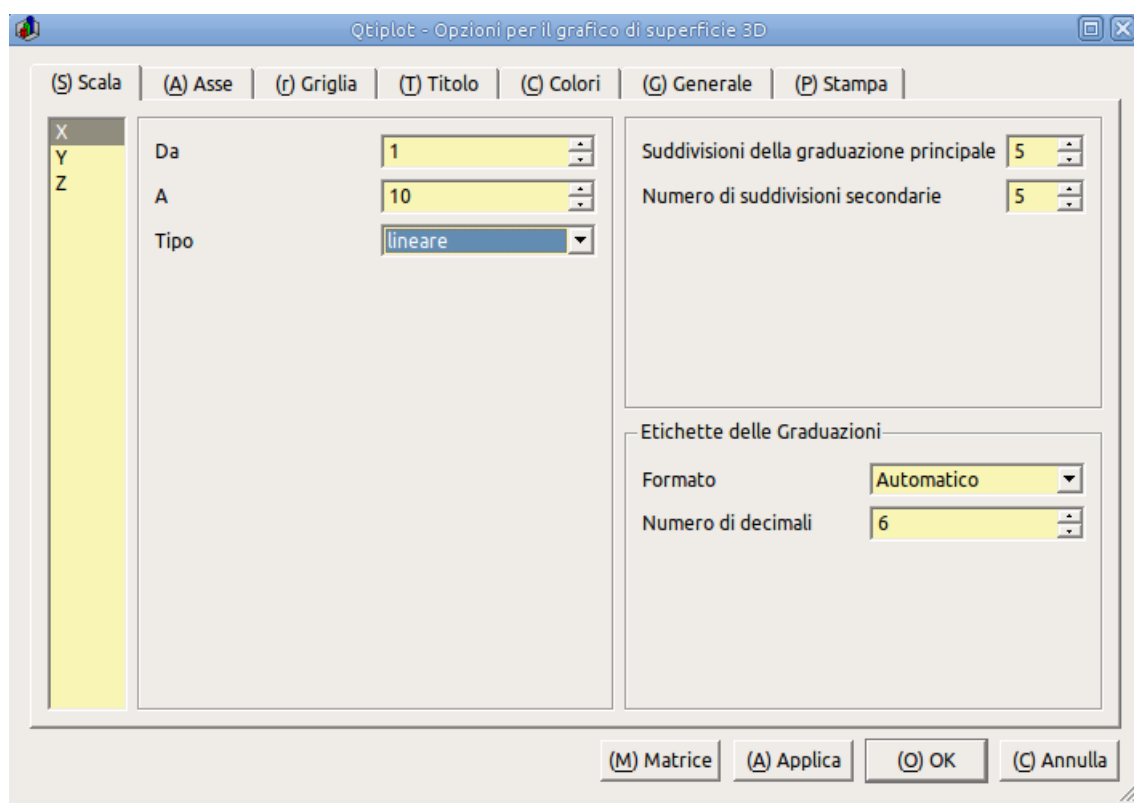 Qtiplot - Opzioni per il grafico di superficie 3D
(S) Scala (A) Asse (r) Griglia (T) Titolo (C) Colori (G) Generale (P) Stampa
X
Y
Z
Da 1
A 10
Tipo lineare
Suddivisioni della graduazione principale 5
Numero di suddivisioni secondarie 5
Etichette delle Graduazioni
Formato Automatico
Numero di decimali 6
(M) Matrice (A) Applica (O) OK (C) Annulla